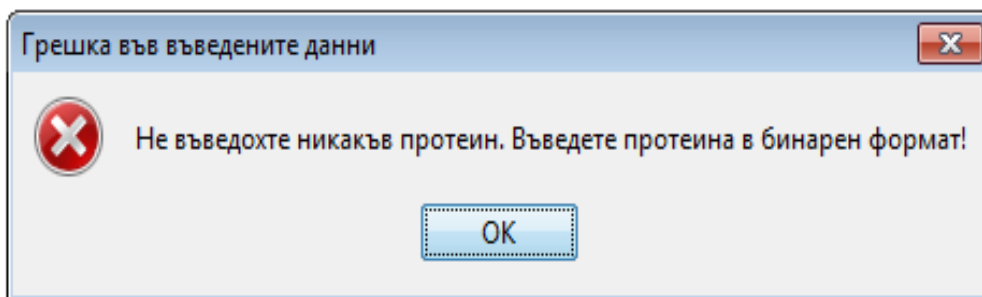 Грешка във въведените данни
Не въведохте никакъв протеин. Въведете протеина в бинарен формат!
OK